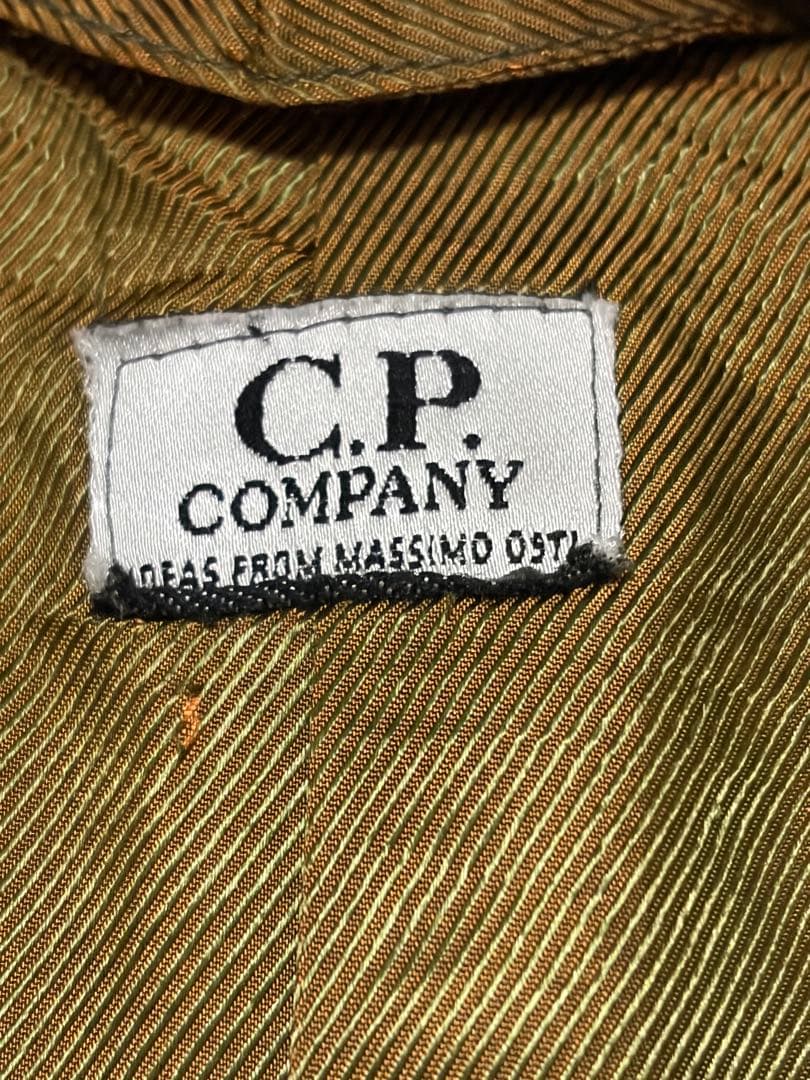 C.P.
COMPANY
IDEAS FROM MASSIMO OSTI